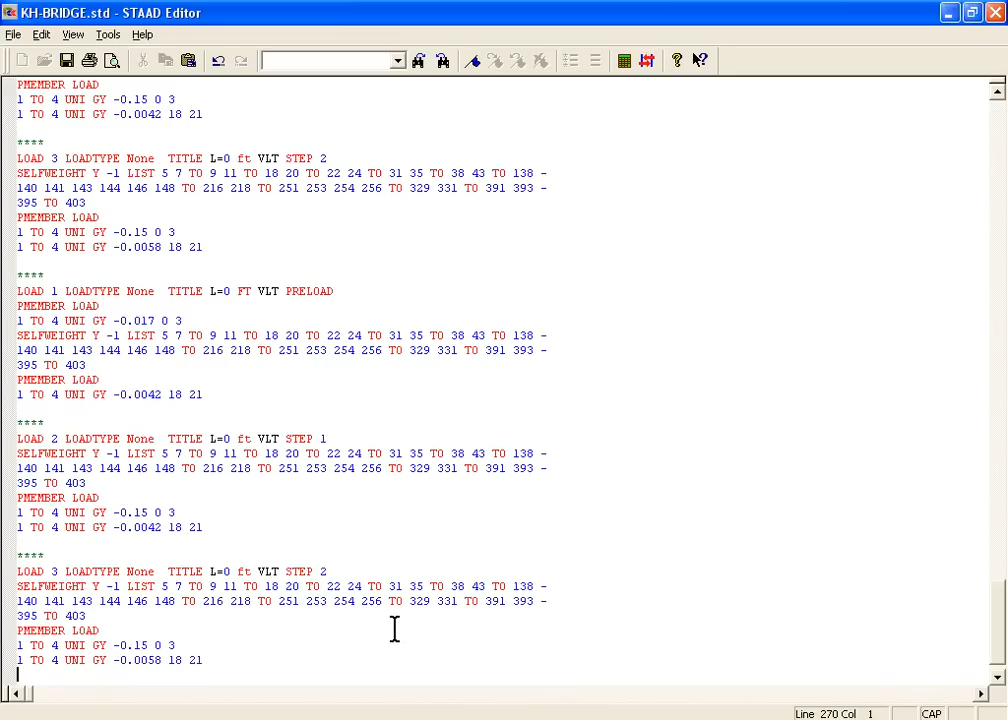 KH-BRIDGE.std - STAAD Editor
File Edit View Tools Help
PMEMBER LOAD
1 TO 4 UNI GY -0.15 0 3
1 TO 4 UNI GY -0.0042 18 21
****
LOAD 3 LOADTYPE None TITLE L=0 ft VLT STEP 2
SELFWEIGHT Y -1 LIST 5 7 TO 9 11 TO 18 20 TO 22 24 TO 31 35 TO 38 43 TO 138 -
140 141 143 144 146 148 TO 216 218 TO 251 253 254 256 TO 329 331 TO 391 393 -
395 TO 403
PMEMBER LOAD
1 TO 4 UNI GY -0.15 0 3
1 TO 4 UNI GY -0.0058 18 21
****
LOAD 1 LOADTYPE None TITLE L=0 FT VLT PRELOAD
PMEMBER LOAD
1 TO 4 UNI GY -0.017 0 3
SELFWEIGHT Y -1 LIST 5 7 TO 9 11 TO 18 20 TO 22 24 TO 31 35 TO 38 43 TO 138 -
140 141 143 144 146 148 TO 216 218 TO 251 253 254 256 TO 329 331 TO 391 393 -
395 TO 403
PMEMBER LOAD
1 TO 4 UNI GY -0.0042 18 21
****
LOAD 2 LOADTYPE None TITLE L=0 ft VLT STEP 1
SELFWEIGHT Y -1 LIST 5 7 TO 9 11 TO 18 20 TO 22 24 TO 31 35 TO 38 43 TO 138 -
140 141 143 144 146 148 TO 216 218 TO 251 253 254 256 TO 329 331 TO 391 393 -
395 TO 403
PMEMBER LOAD
1 TO 4 UNI GY -0.15 0 3
1 TO 4 UNI GY -0.0042 18 21
****
LOAD 3 LOADTYPE None TITLE L=0 ft VLT STEP 2
SELFWEIGHT Y -1 LIST 5 7 TO 9 11 TO 18 20 TO 22 24 TO 31 35 TO 38 43 TO 138 -
140 141 143 144 146 148 TO 216 218 TO 251 253 254 256 TO 329 331 TO 391 393 -
395 TO 403
PMEMBER LOAD
1 TO 4 UNI GY -0.15 0 3
1 TO 4 UNI GY -0.0058 18 21
Line 270 Col 1 CAP